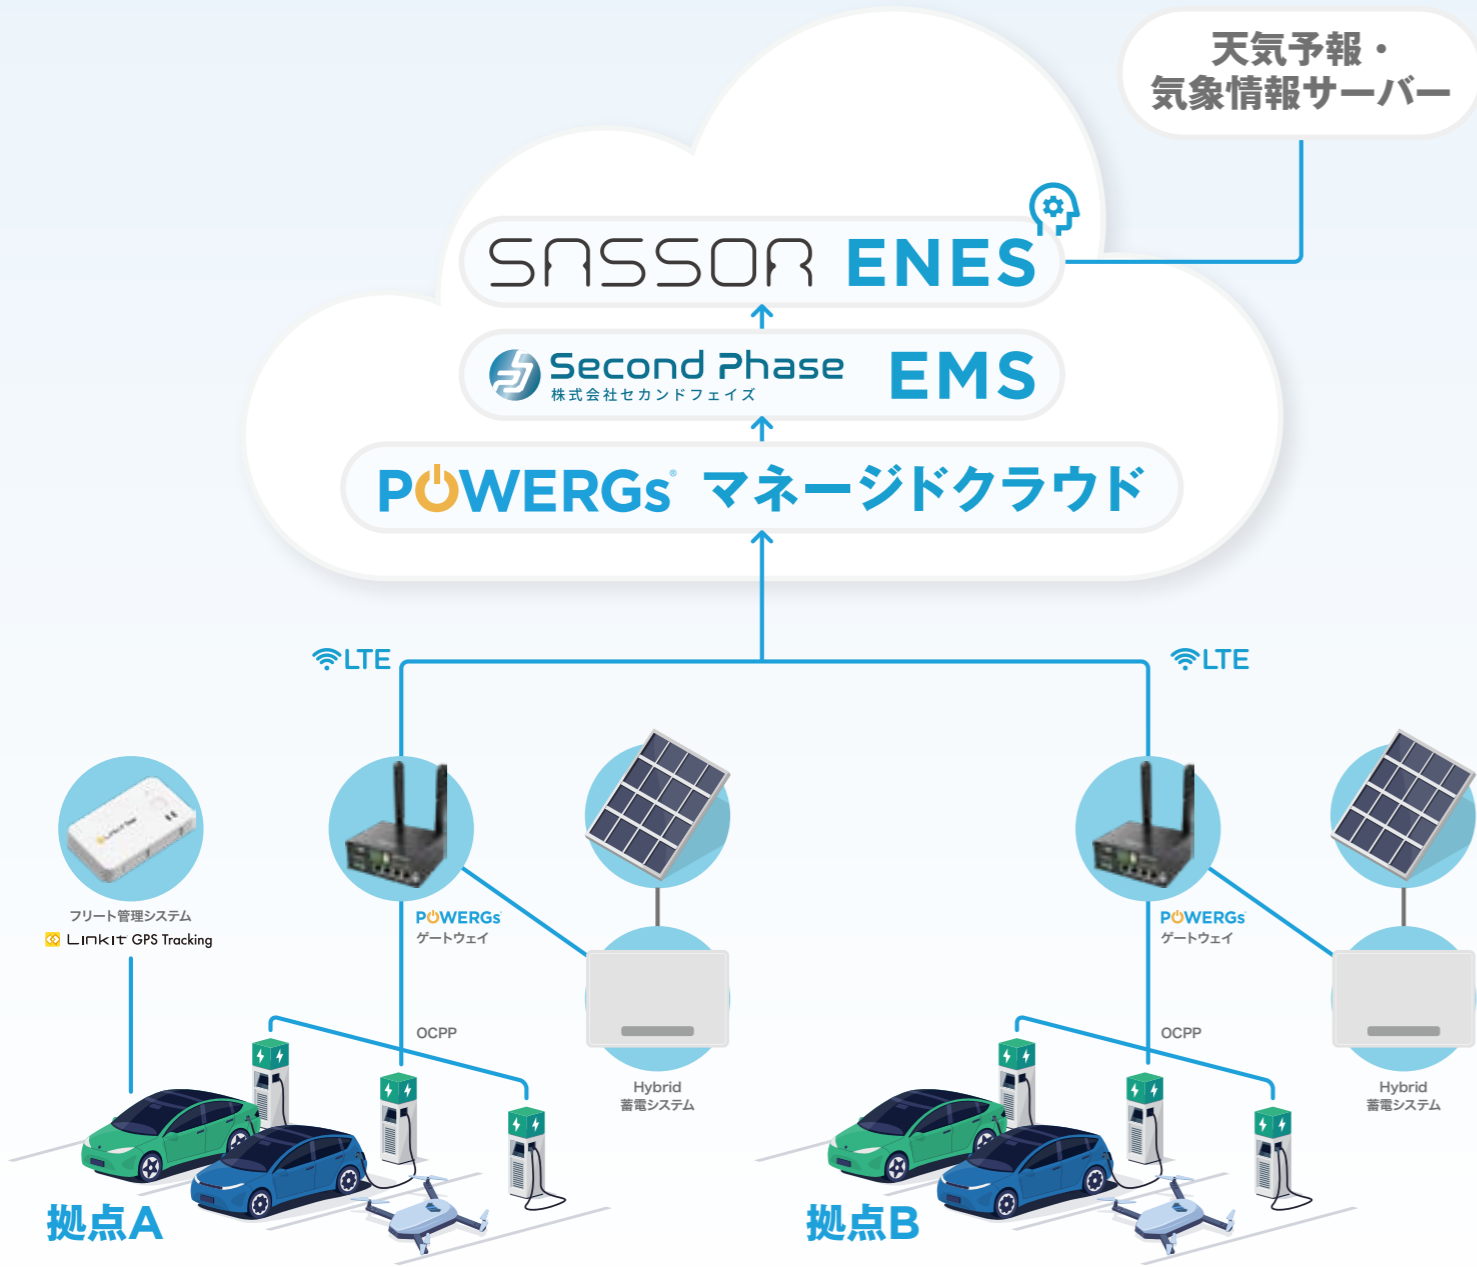 天気予報・
気象情報サーバー
SASSOR ENES
Second Phase EMS
株式会社セカンドフェイズ
POWERGs® マネージドクラウド
LTE
LTE
Linkit
フリート管理システム
Linkit GPS Tracking
POWERGs
ゲートウェイ
OCPP
Hybrid
蓄電システム
POWERGs
ゲートウェイ
OCPP
Hybrid
蓄電システム
拠点A
拠点B